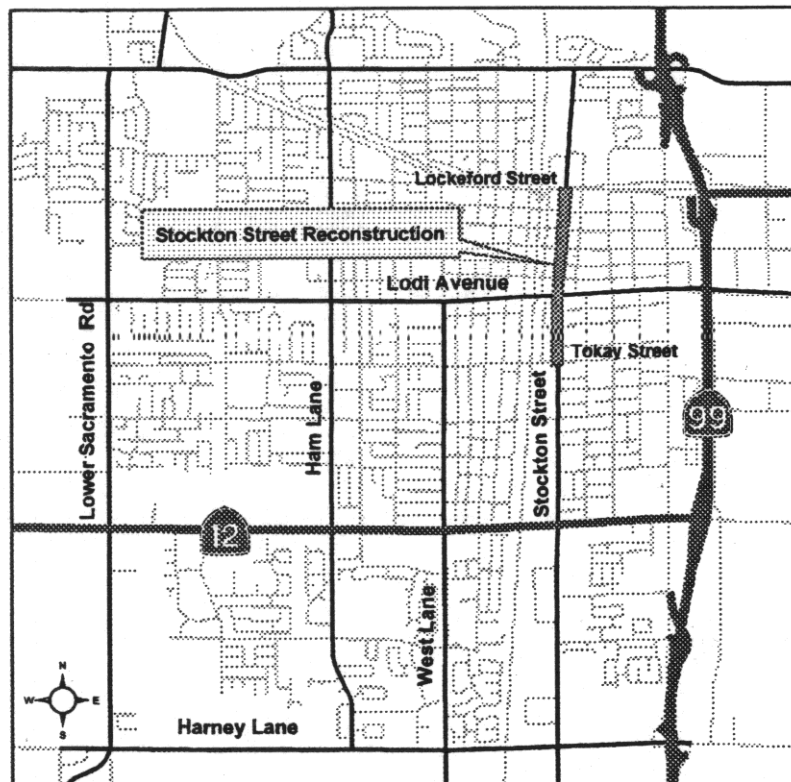 Lockeford Street
Stockton Street Reconstruction
Lodi Avenue
Lower Sacramento Rd
Ham Lane
Tokay Street
Stockton Street
99
12
West Lane
N
W E
S
Harney Lane